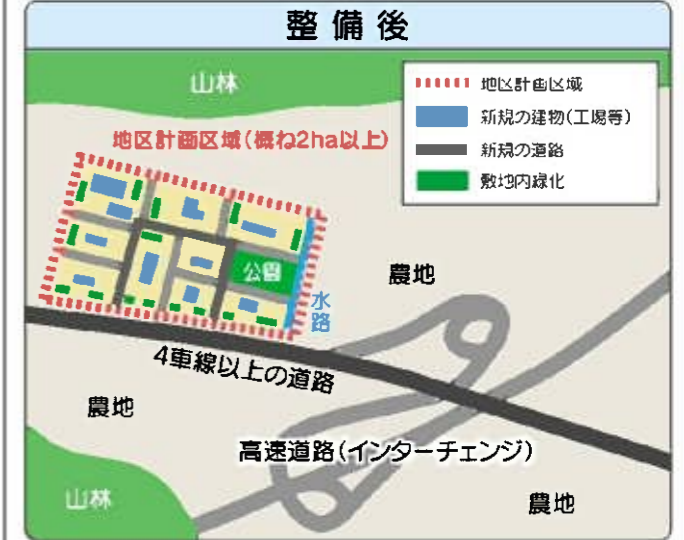 整備後
山林
地区計画区域
新規の建物(工場等)
新規の道路
敷地内緑化
地区計画区域(概ね2ha以上)
公園
農地
水路
4車線以上の道路
農地
高速道路(インターチェンジ)
山林
農地